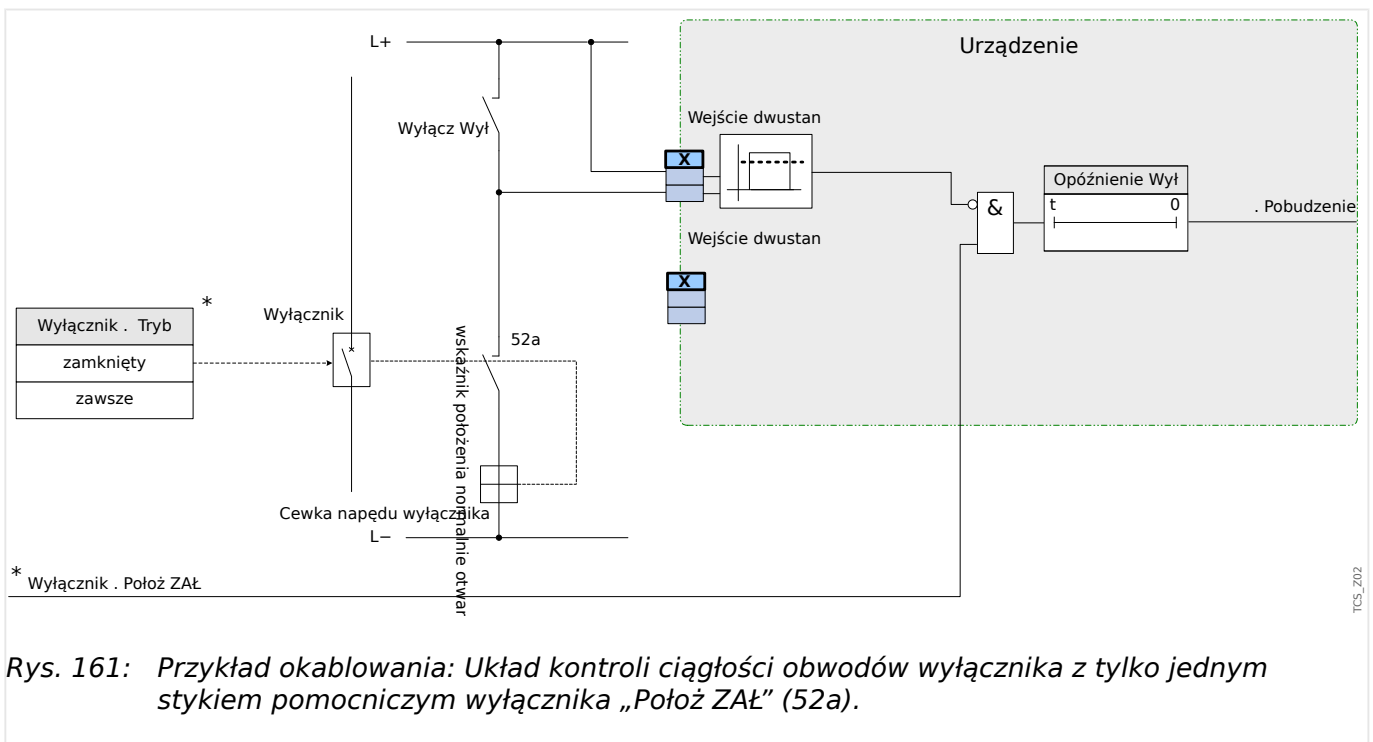 L+
Urządzenie
Wyłącz Wył
Wejście dwustan
X
Opóźnienie Wył
t 0
&
. Pobudzenie
Wejście dwustan
X
*
Wyłącznik . Tryb
zamknięty
zawsze
Wyłącznik
52a
wskaźnik położenia normalnie otwar
Cewka napędu wyłącznika
L−
* Wyłącznik . Położ ZAŁ
TCS_Z02
Rys. 161: Przykład okablowania: Układ kontroli ciągłości obwodów wyłącznika z tylko jednym
stykiem pomocniczym wyłącznika „Położ ZAŁ” (52a).